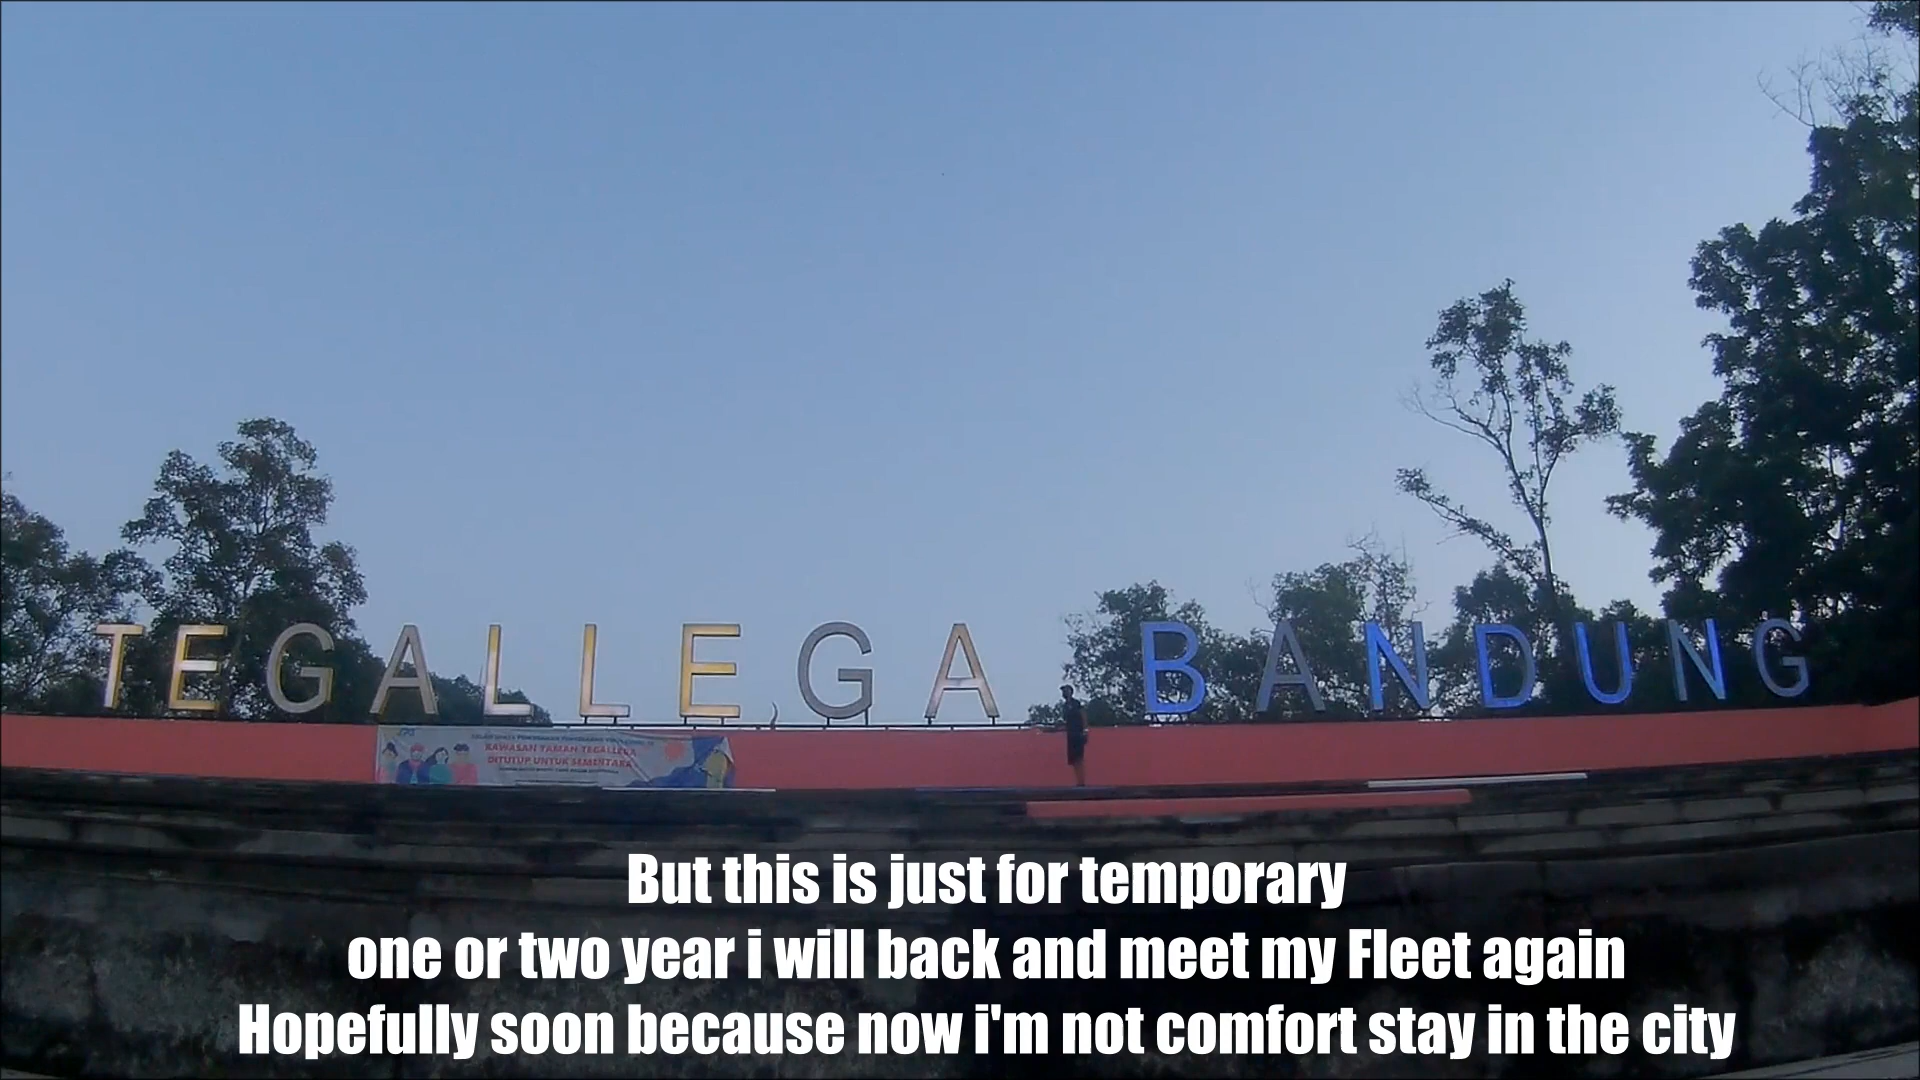 TEGALLEGA BANDUNG
KAWASAN TAMAN TEGALLEGA
DITUTUP UNTUK SEMENTARA
But this is just for temporary
one or two year i will back and meet my Fleet again
Hopefully soon because now i'm not comfort stay in the city